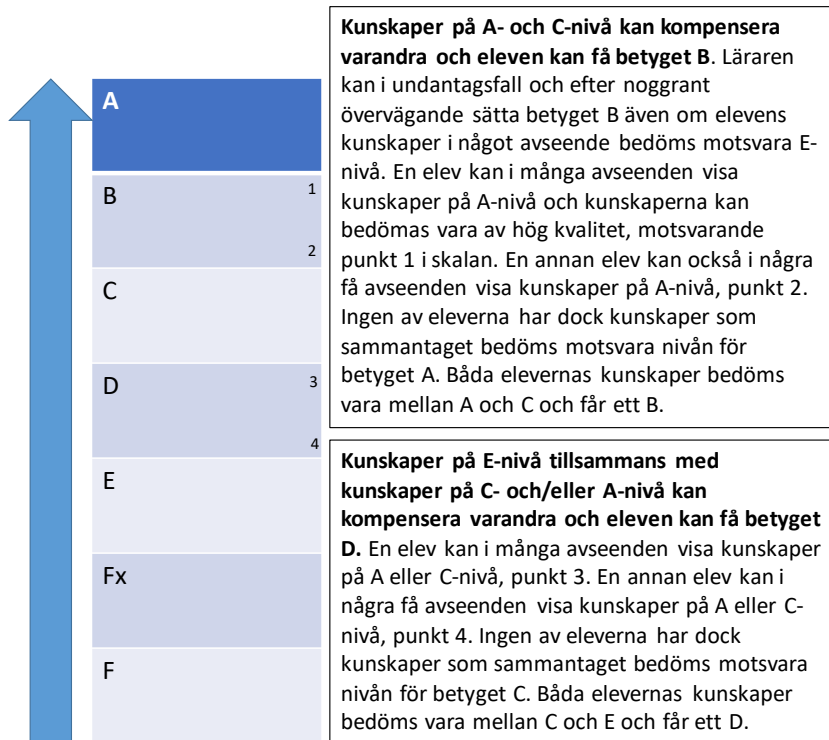 A
B 1
2
C
D 3
4
E
Fx
F
Kunskaper på A- och C-nivå kan kompensera
varandra och eleven kan få betyget B. Läraren
kan i undantagsfall och efter noggrant
övervägande sätta betyget B även om elevens
kunskaper i något avseende bedöms motsvara E-
nivå. En elev kan i många avseenden visa
kunskaper på A-nivå och kunskaperna kan
bedömas vara av hög kvalitet, motsvarande
punkt 1 i skalan. En annan elev kan också i några
få avseenden visa kunskaper på A-nivå, punkt 2.
Ingen av eleverna har dock kunskaper som
sammantaget bedöms motsvara nivån för
betyget A. Båda elevernas kunskaper bedöms
vara mellan A och C och får ett B.
Kunskaper på E-nivå tillsammans med
kunskaper på C- och/eller A-nivå kan
kompensera varandra och eleven kan få betyget
D. En elev kan i många avseenden visa kunskaper
på A eller C-nivå, punkt 3. En annan elev kan i
några få avseenden visa kunskaper på A eller C-
nivå, punkt 4. Ingen av eleverna har dock
kunskaper som sammantaget bedöms motsvara
nivån för betyget C. Båda elevernas kunskaper
bedöms vara mellan C och E och får ett D.